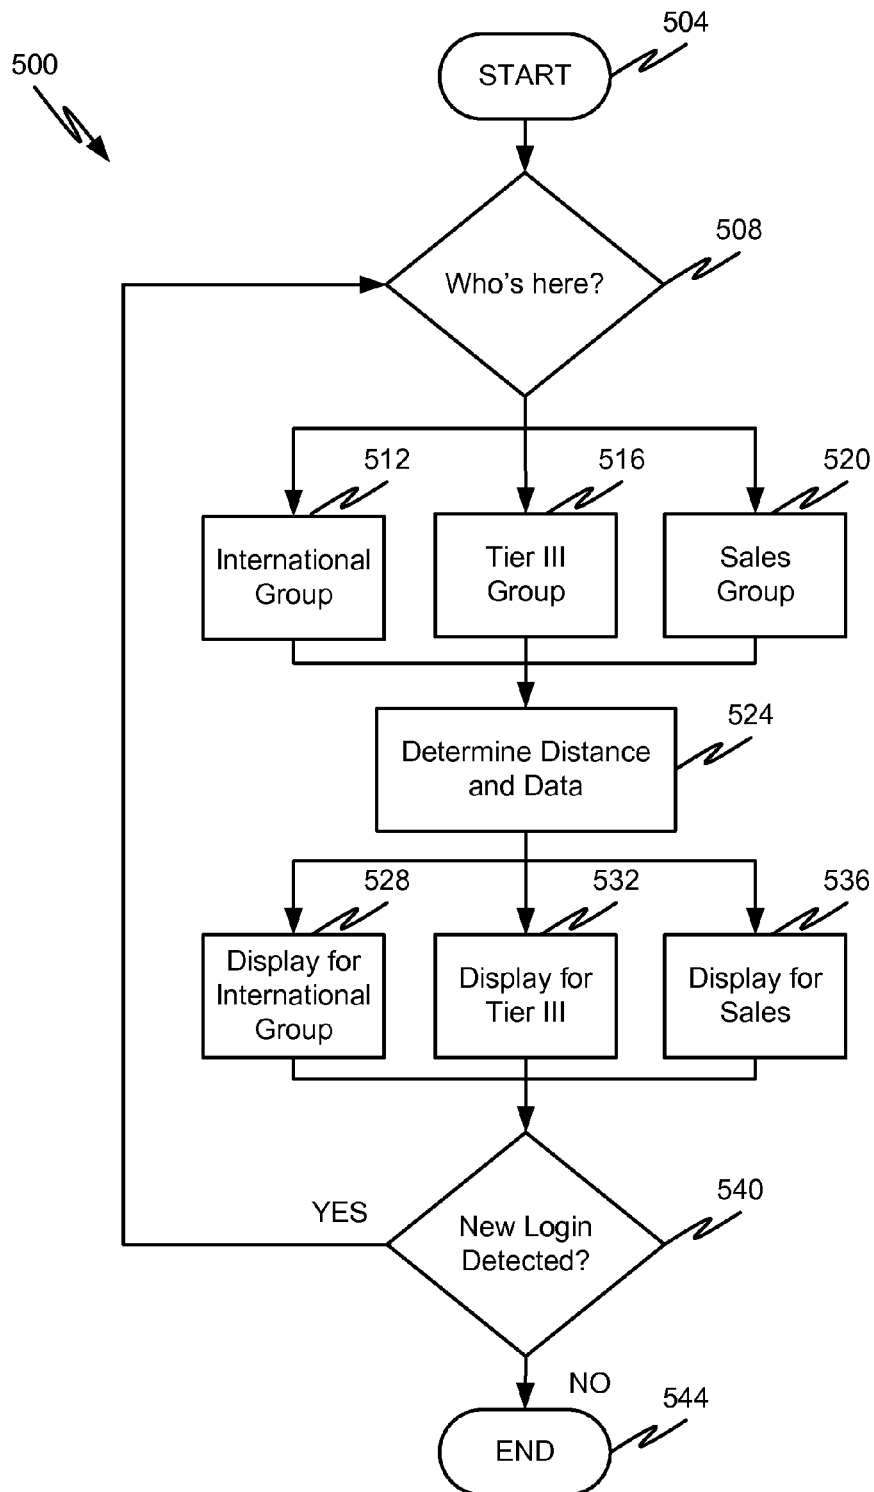 504
START
500
508
Who's here?
512
516
520
International
Group
Tier III
Group
Sales
Group
524
Determine Distance
and Data
528
532
536
Display for
International
Group
Display for
Tier III
Display for
Sales
540
YES
New Login
Detected?
NO
544
END